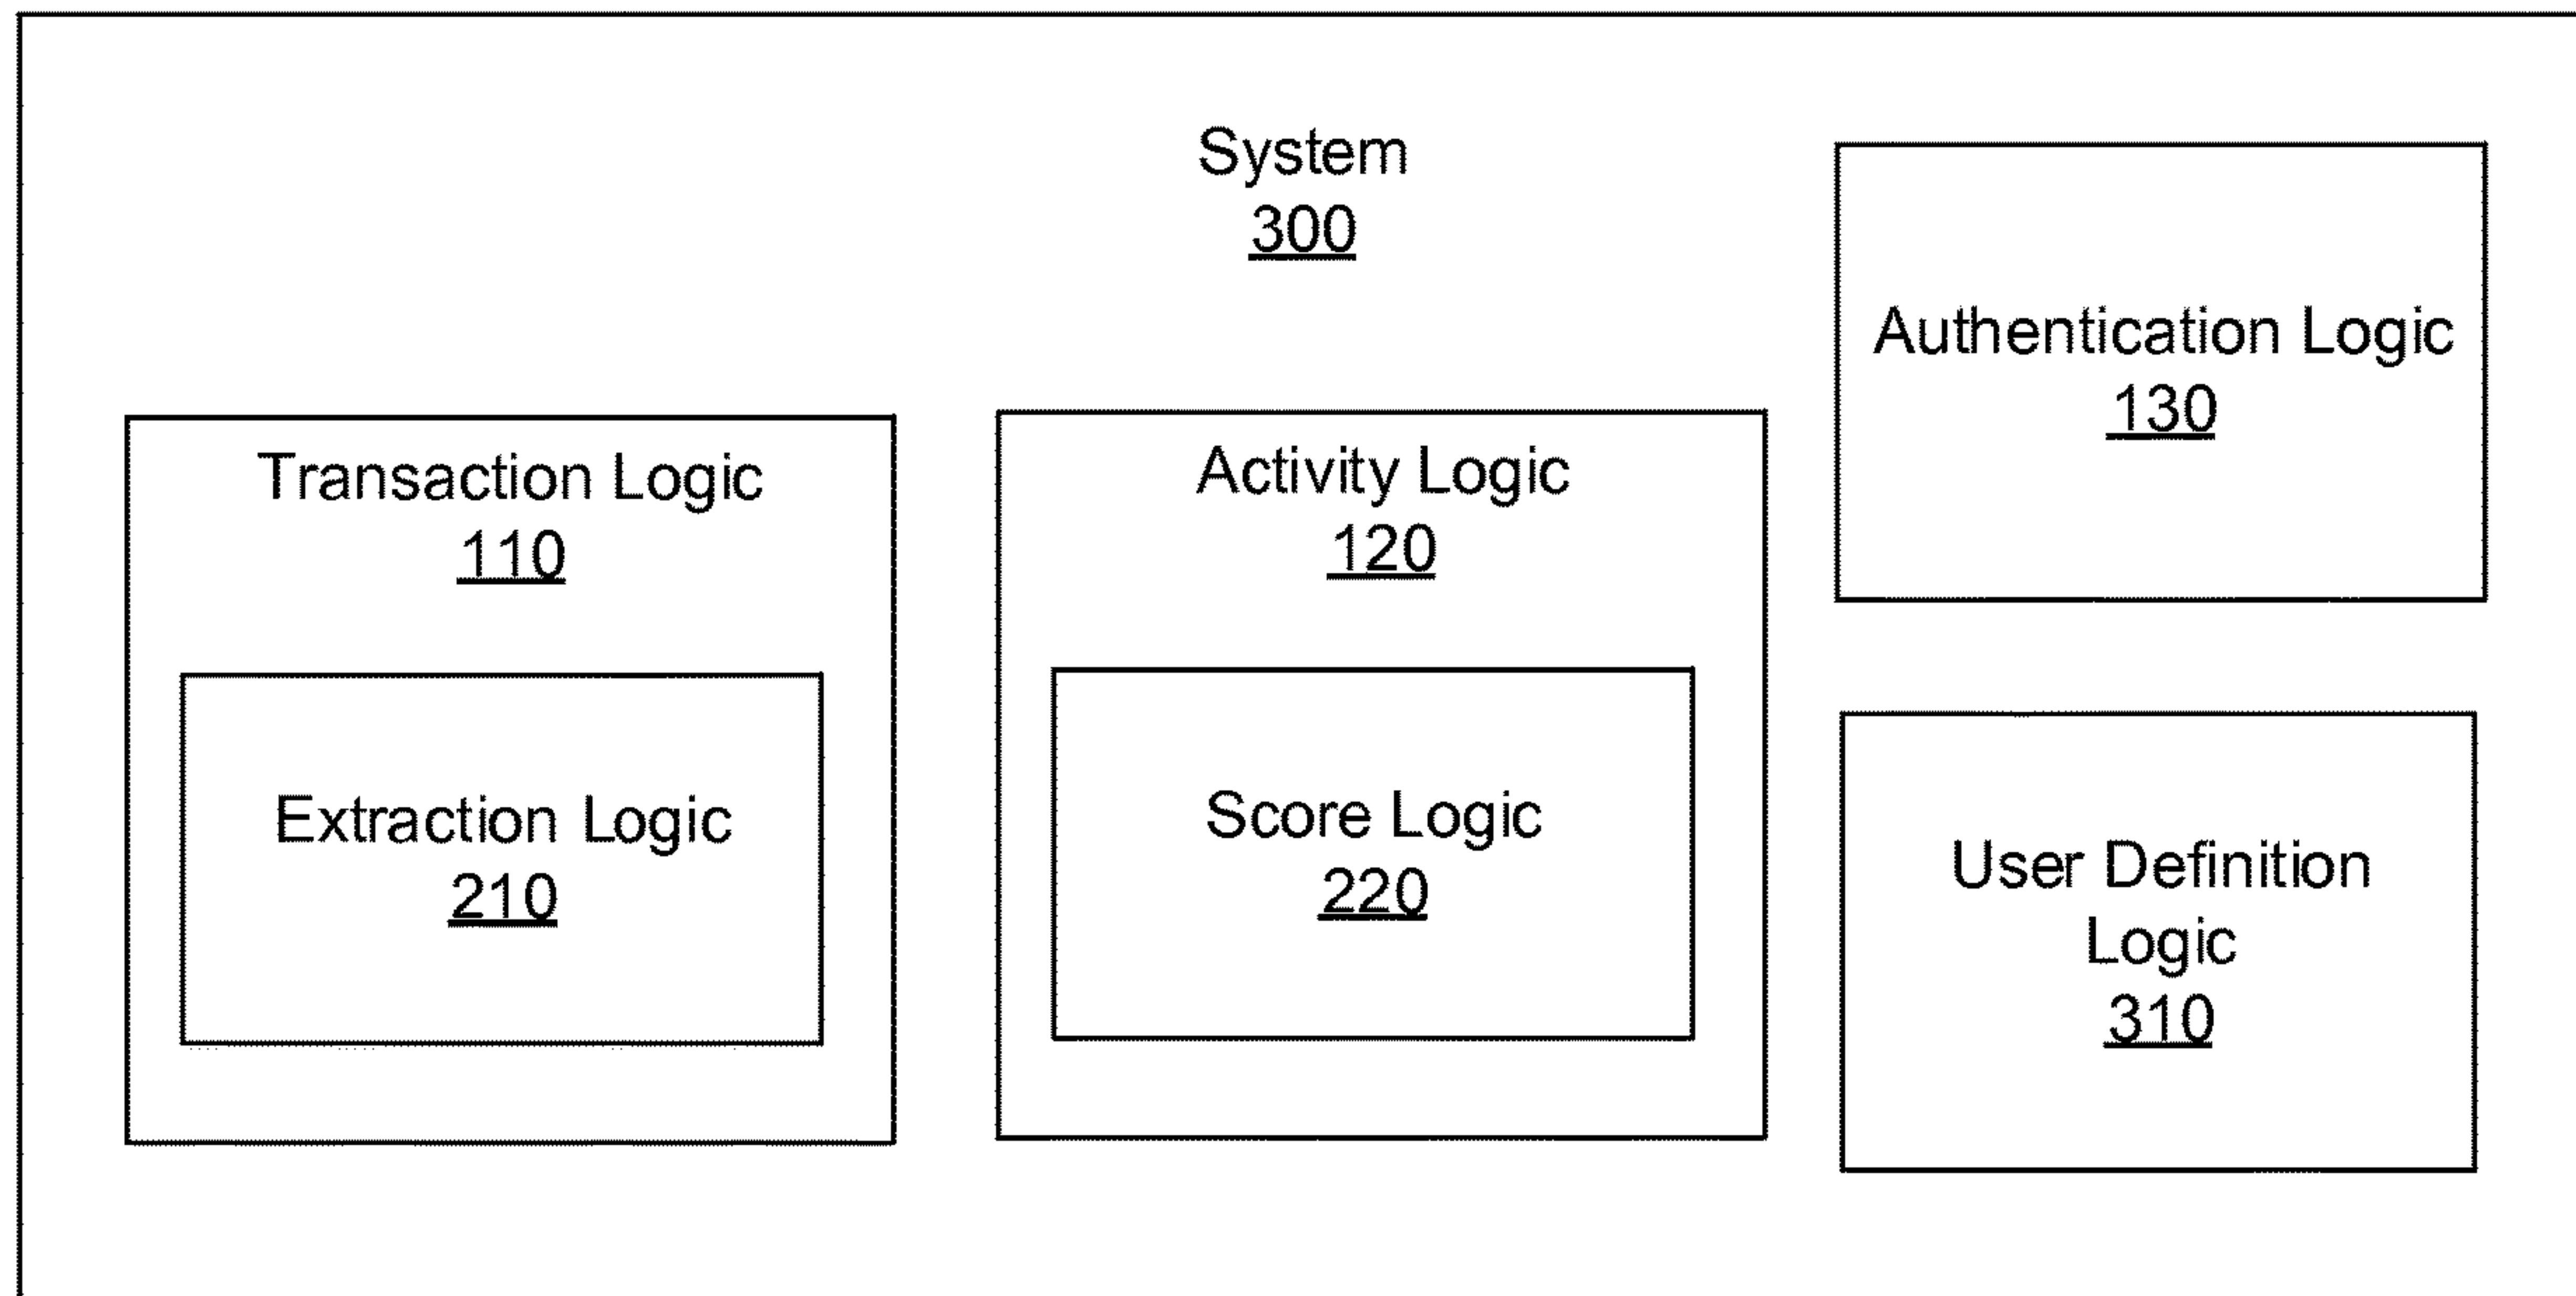 System
300
Authentication Logic
130
Transaction Logic
110
Activity Logic
120
Extraction Logic
210
Score Logic
220
User Definition
Logic
310